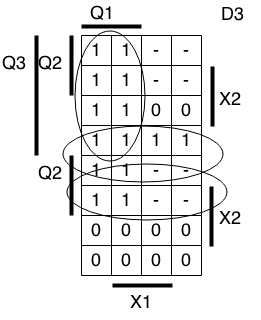 Q1 D3
Q3 Q2 1 1 - -
1 1 - -
1 1 0 0 X2
1 1 1 1
Q2 1 1 - -
1 1 - - X2
0 0 0 0
0 0 0 0
X1